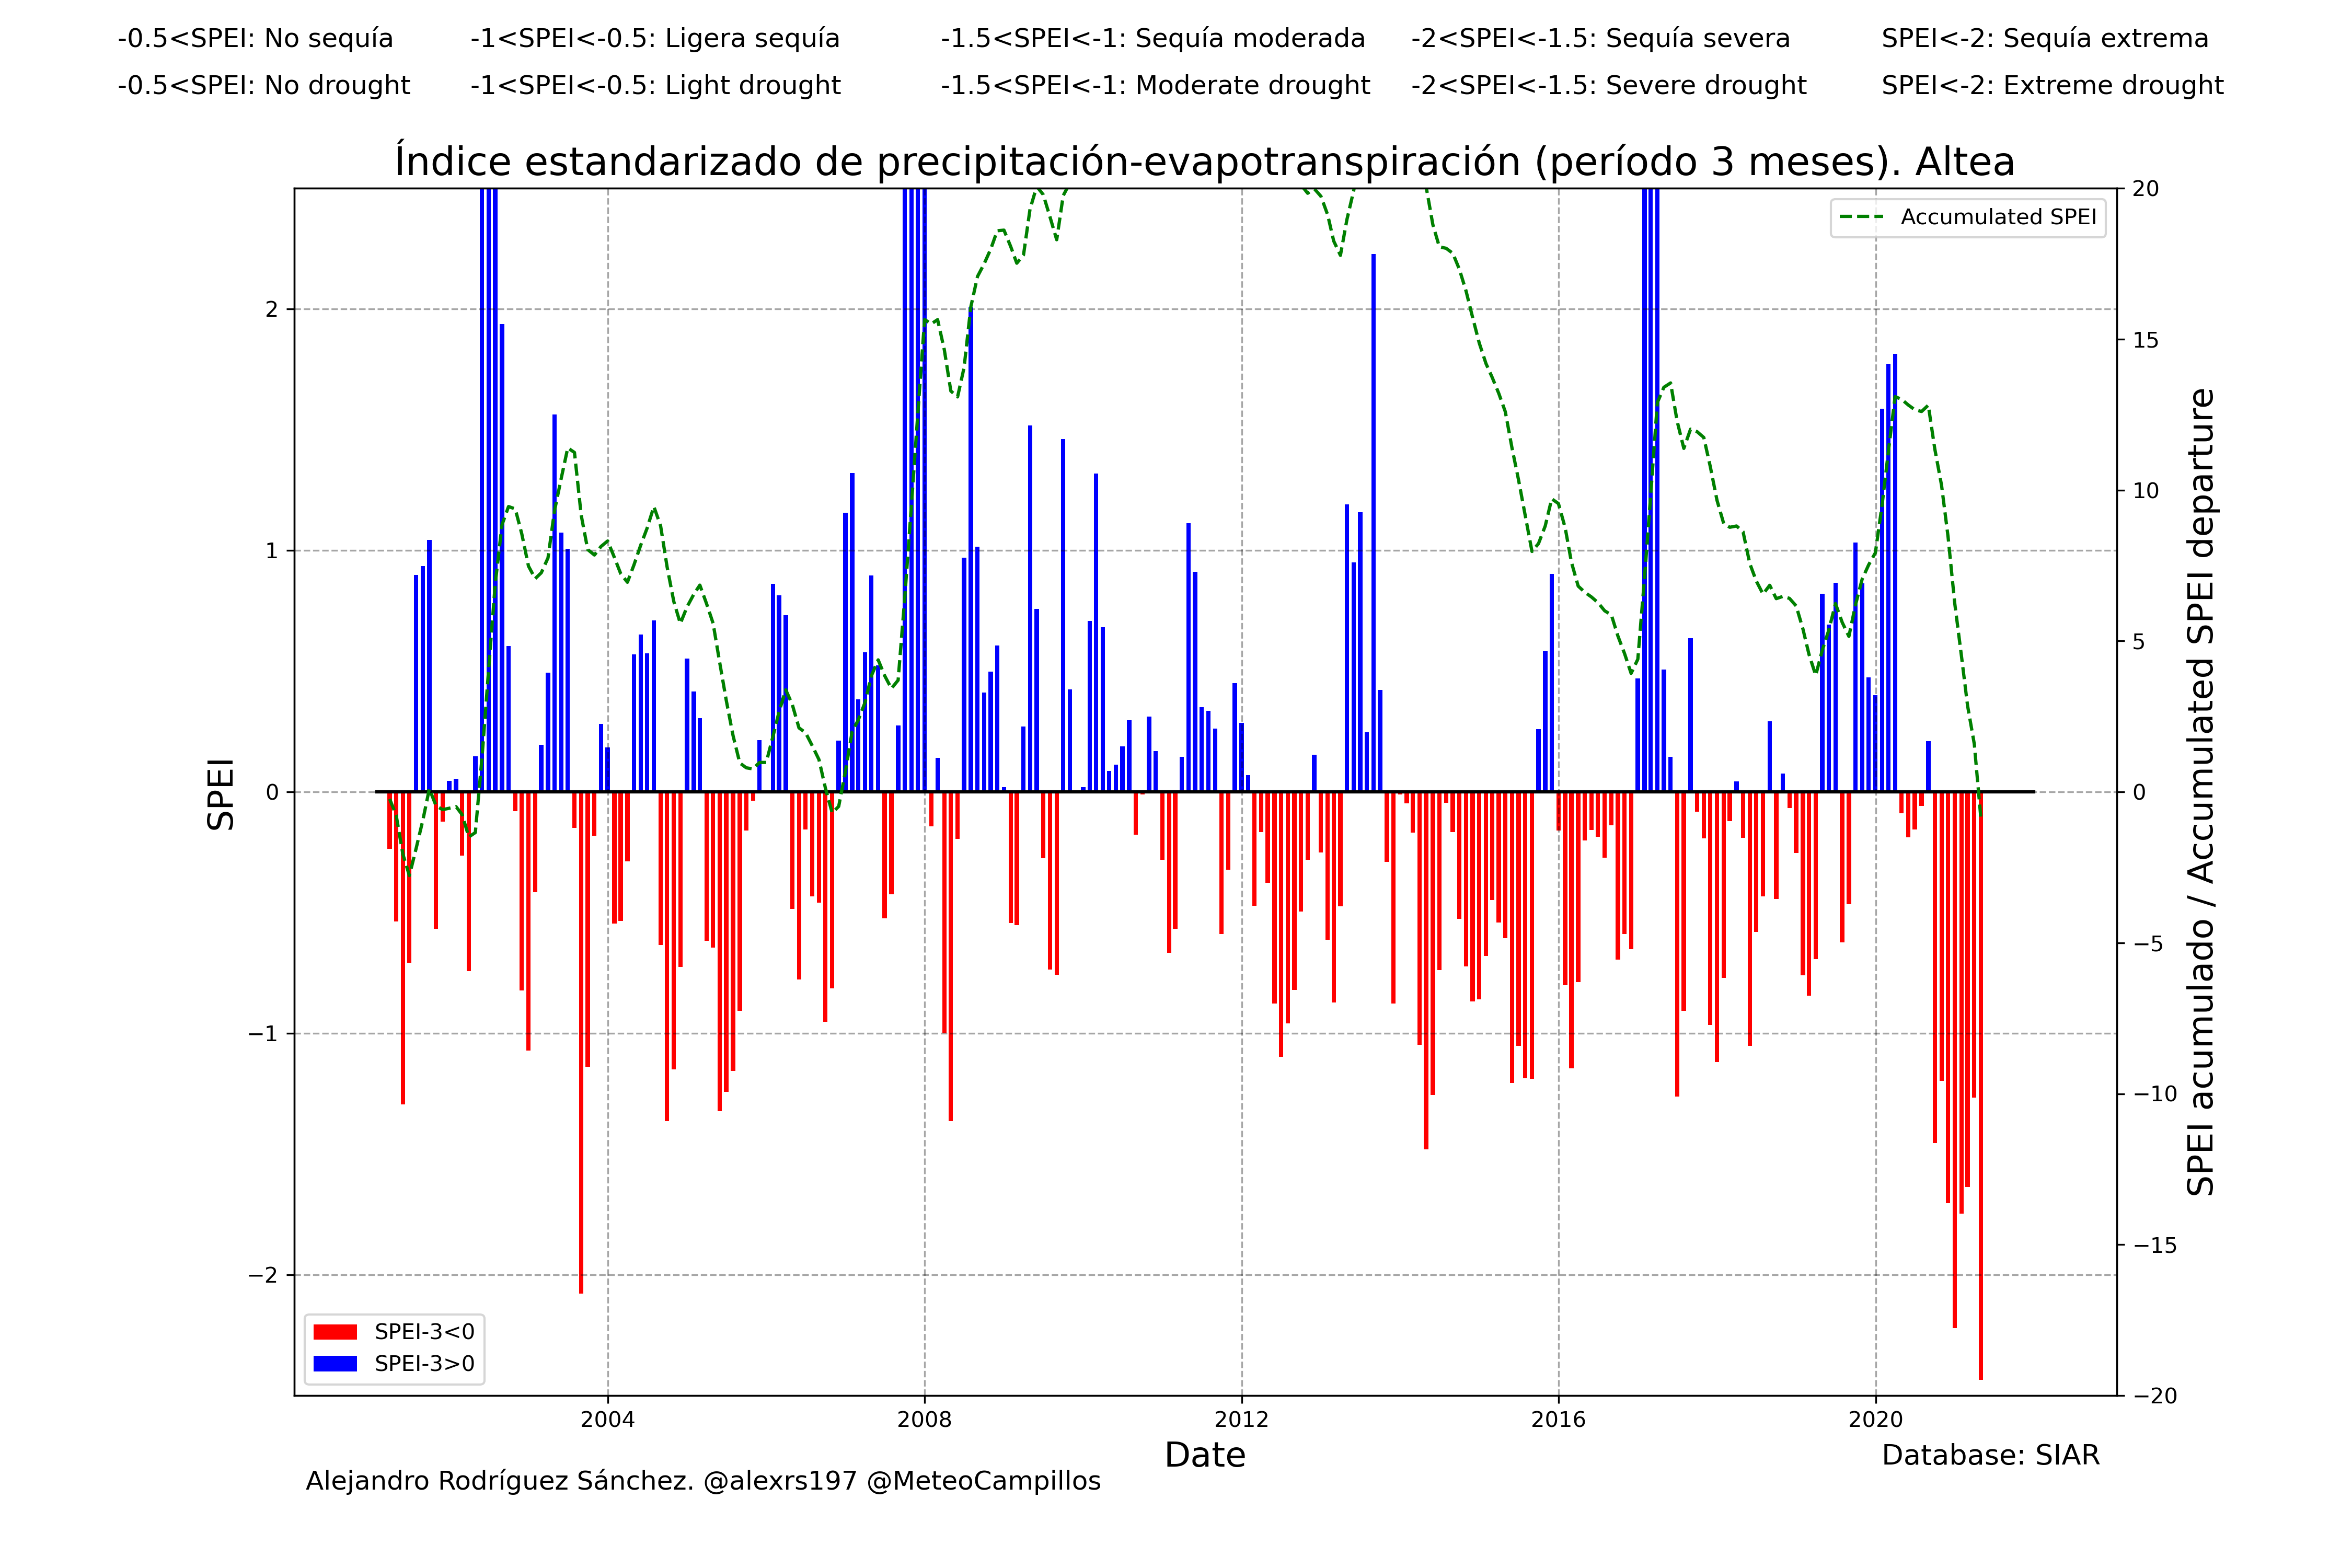 -0.5<SPEI: No sequía -1<SPEI<-0.5: Ligera sequía -1.5<SPEI<-1: Sequía moderada -2<SPEI<-1.5: Sequía severa SPEI<-2: Sequía extrema
-0.5<SPEI: No drought -1<SPEI<-0.5: Light drought -1.5<SPEI<-1: Moderate drought -2<SPEI<-1.5: Severe drought SPEI<-2: Extreme drought
Índice estandarizado de precipitación-evapotranspiración (período 3 meses). Altea
SPEI
2
1
0
−1
−2
Accumulated SPEI
SPEI-3<0
SPEI-3>0
20
15
10
5
0
−5
−10
−15
−20
SPEI acumulado / Accumulated SPEI departure
2004 2008 2012 2016 2020
Date
Database: SIAR
Alejandro Rodríguez Sánchez. @alexrs197 @MeteoCampillos